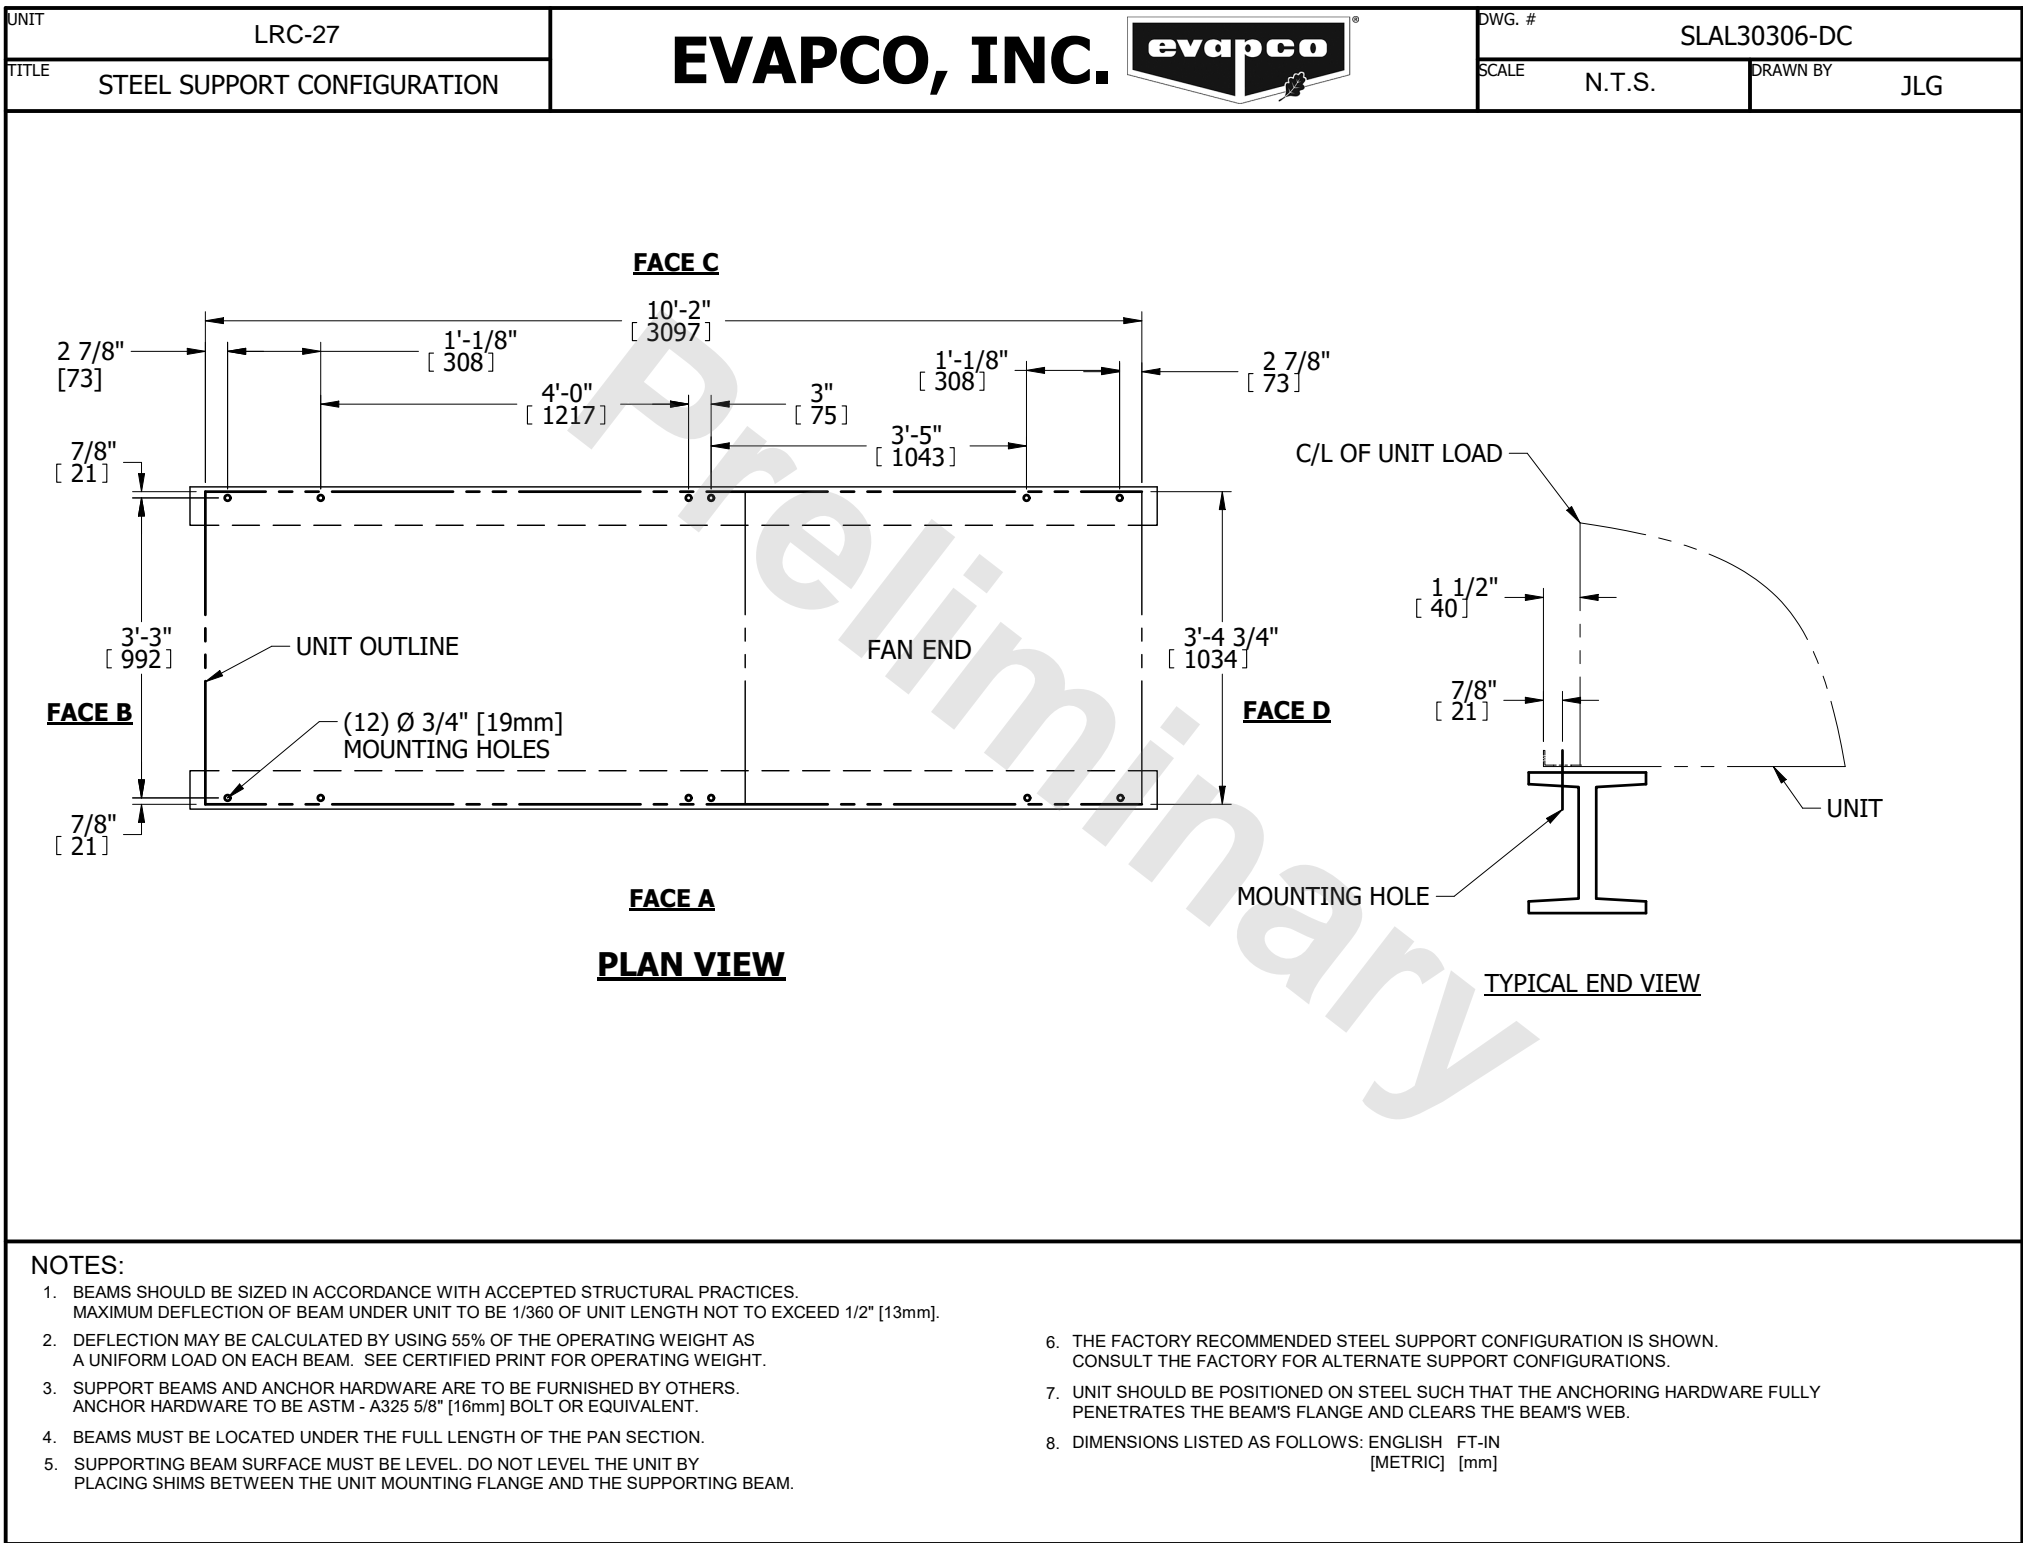 UNIT
LRC-27
TITLE
STEEL SUPPORT CONFIGURATION
EVAPCO, INC.
evapco
®
DWG. #
SLAL30306-DC
SCALE
N.T.S.
DRAWN BY
JLG
FACE C
10'-2"
[ 3097]
2 7/8"
[73]
1'-1/8"
[ 308]
1'-1/8"
[ 308]
2 7/8"
[ 73]
4'-0"
[ 1217]
3"
[ 75]
3'-5"
[ 1043]
7/8"
[ 21]
C/L OF UNIT LOAD
1 1/2"
[ 40]
3'-3"
[ 992]
UNIT OUTLINE
FAN END
3'-4 3/4"
[ 1034]
7/8"
[ 21]
FACE B
(12) Ø 3/4" [19mm]
MOUNTING HOLES
FACE D
UNIT
7/8"
[ 21]
FACE A
MOUNTING HOLE
PLAN VIEW
TYPICAL END VIEW
Preliminary
NOTES:
1. BEAMS SHOULD BE SIZED IN ACCORDANCE WITH ACCEPTED STRUCTURAL PRACTICES.
MAXIMUM DEFLECTION OF BEAM UNDER UNIT TO BE 1/360 OF UNIT LENGTH NOT TO EXCEED 1/2" [13mm].
2. DEFLECTION MAY BE CALCULATED BY USING 55% OF THE OPERATING WEIGHT AS
A UNIFORM LOAD ON EACH BEAM. SEE CERTIFIED PRINT FOR OPERATING WEIGHT.
3. SUPPORT BEAMS AND ANCHOR HARDWARE ARE TO BE FURNISHED BY OTHERS.
ANCHOR HARDWARE TO BE ASTM - A325 5/8" [16mm] BOLT OR EQUIVALENT.
4. BEAMS MUST BE LOCATED UNDER THE FULL LENGTH OF THE PAN SECTION.
5. SUPPORTING BEAM SURFACE MUST BE LEVEL. DO NOT LEVEL THE UNIT BY
PLACING SHIMS BETWEEN THE UNIT MOUNTING FLANGE AND THE SUPPORTING BEAM.
6. THE FACTORY RECOMMENDED STEEL SUPPORT CONFIGURATION IS SHOWN.
CONSULT THE FACTORY FOR ALTERNATE SUPPORT CONFIGURATIONS.
7. UNIT SHOULD BE POSITIONED ON STEEL SUCH THAT THE ANCHORING HARDWARE FULLY
PENETRATES THE BEAM'S FLANGE AND CLEARS THE BEAM'S WEB.
8. DIMENSIONS LISTED AS FOLLOWS: ENGLISH FT-IN
[METRIC] [mm]